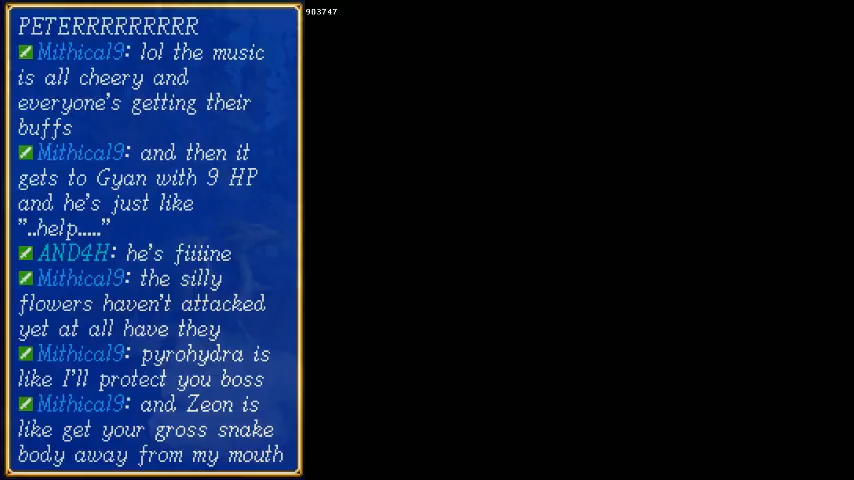 PETERRRRRRRRR
903747
Mithical9: lol the music
is all cheery and
everyone's getting their
buffs
Mithical9: and then it
gets to Gyan with 9 HP
and he's just like
"..help....."
AND4H: he's fiiiine
Mithical9: the silly
flowers haven't attacked
yet at all have they
Mithical9: pyrohydra is
like I'll protect you boss
Mithical9: and Zeon is
like get your gross snake
body away from my mouth